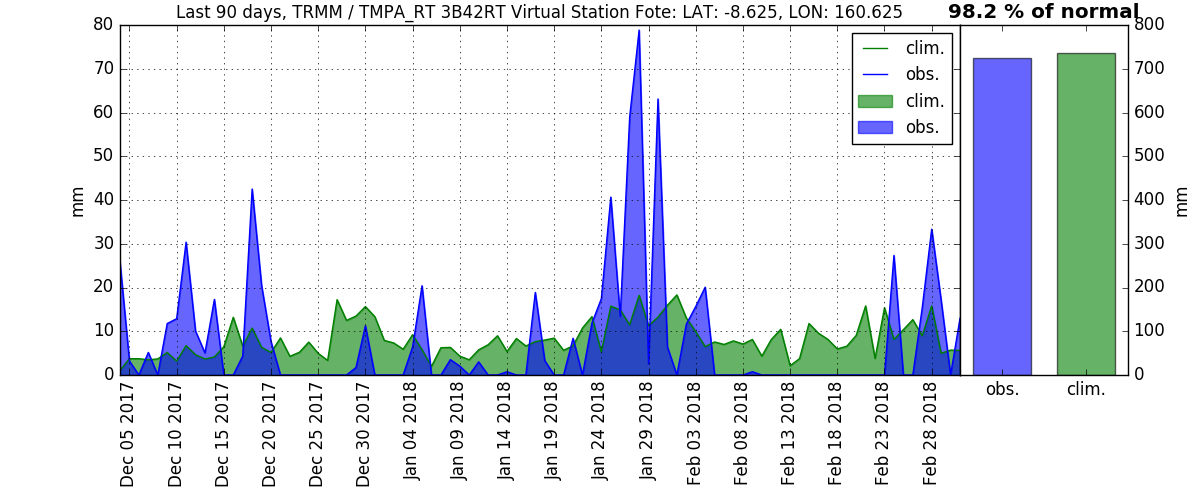 Last 90 days, TRMM / TMPA_RT 3B42RT Virtual Station Fote: LAT: -8.625, LON: 160.625
98.2 % of normal
80
70
60
50
40
30
20
10
0
mm
clim.
obs.
clim.
obs.
800
700
600
500
400
300
200
100
0
mm
Dec 05 2017
Dec 10 2017
Dec 15 2017
Dec 20 2017
Dec 25 2017
Dec 30 2017
Jan 04 2018
Jan 09 2018
Jan 14 2018
Jan 19 2018
Jan 24 2018
Jan 29 2018
Feb 03 2018
Feb 08 2018
Feb 13 2018
Feb 18 2018
Feb 23 2018
Feb 28 2018
obs.
clim.